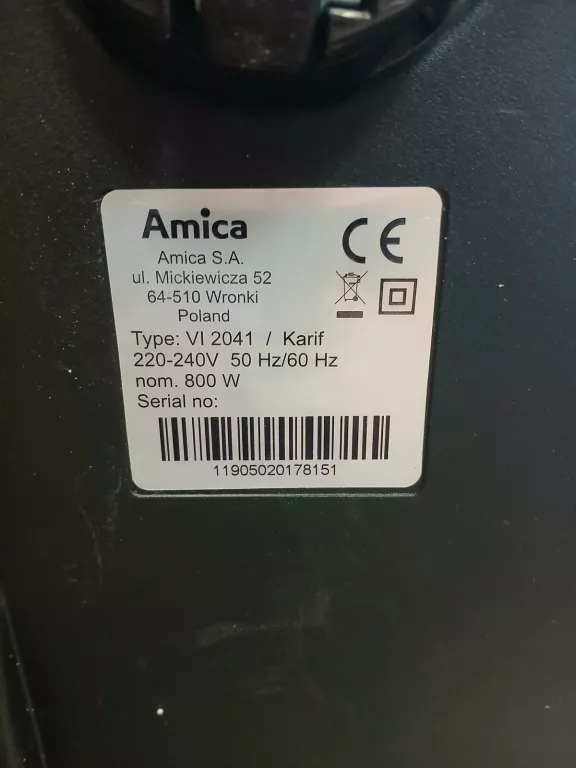 Amica
CE
Amica S.A.
ul. Mickiewicza 52
64-510 Wronki
Poland
Type: VI 2041 / Karif
220-240V 50 Hz/60 Hz
nom. 800 W
Serial no:
11905020178151